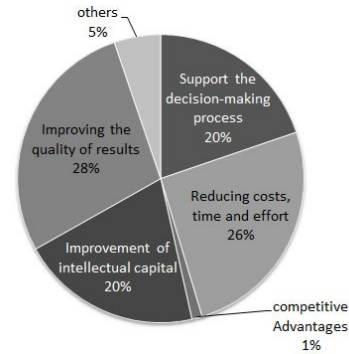 others
5%
Support the
decision-making
process
20%
Reducing costs,
time and effort
26%
competitive
Advantages
1%
Improvement of
intellectual capital
20%
Improving the
quality of results
28%